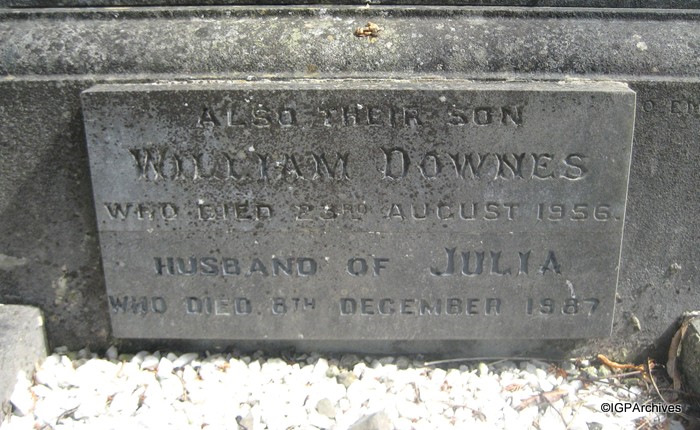 ALSO THEIR SON
WILLIAM DOWNES
WHO DIED 23RD AUGUST 1956.
HUSBAND OF JULIA
WHO DIED 8TH DECEMBER 1987
©IGPArchives